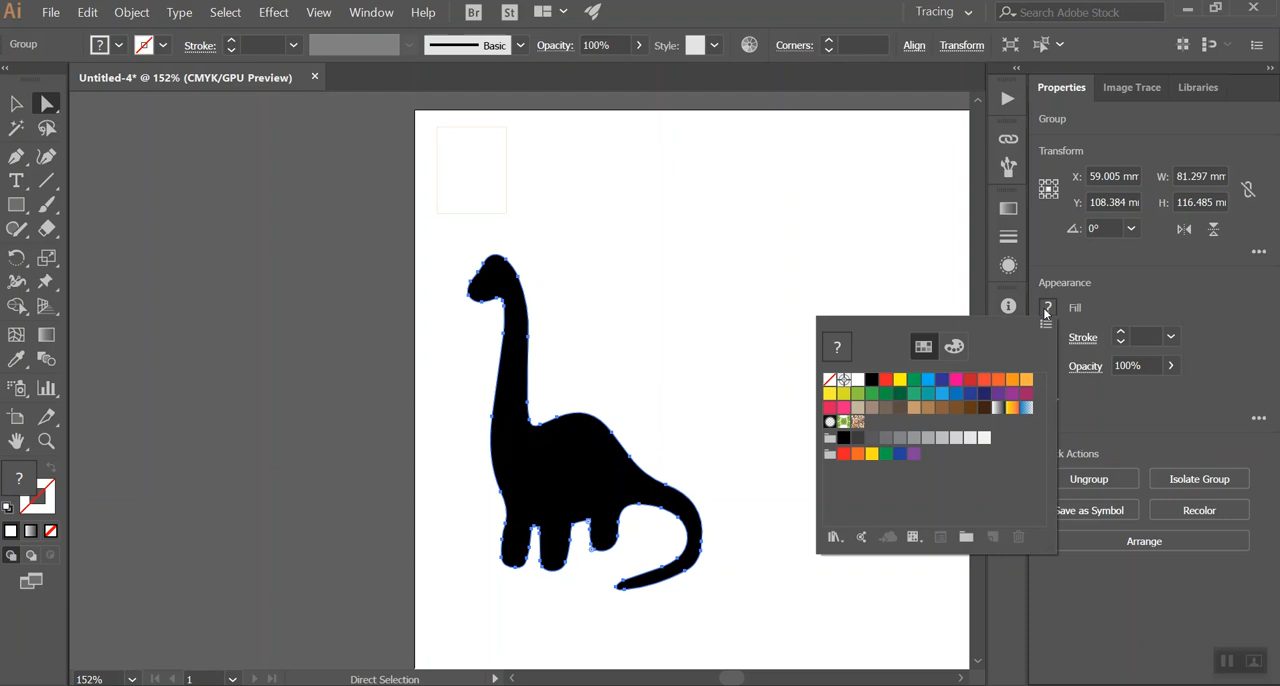 Ai File Edit Object Type Select Effect View Window Help Br St Tracing Search Adobe Stock
Group ? Stroke: Basic Opacity: 100% Style: Corners: Align Transform
Untitled-4* @ 152% (CMYK/GPU Preview) ×
Properties Image Trace Libraries
Group
Transform
X: 59.005 mm W: 81.297 mm
Y: 108.384 m H: 116.485 m
0°
Appearance
? Fill
Stroke
Opacity 100%
?
k Actions
Ungroup Isolate Group
Save as Symbol Recolor
Arrange
?
152% 1 Direct Selection